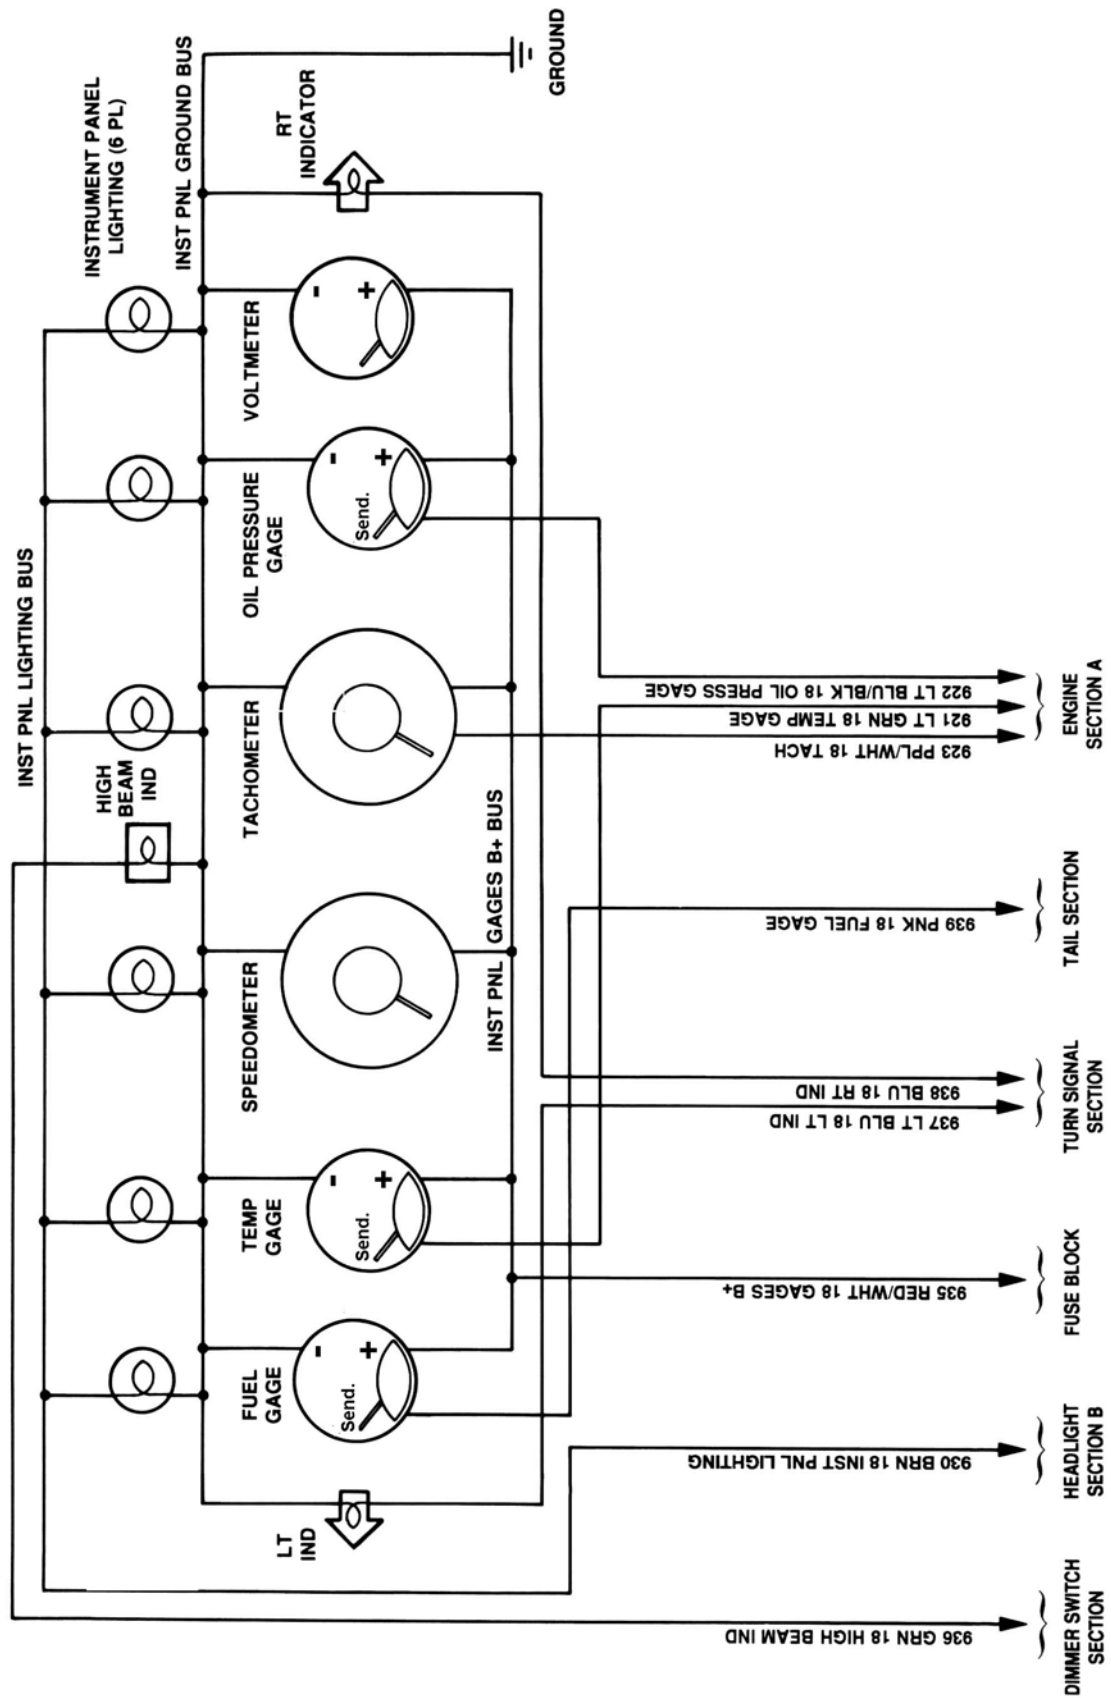 INST PNL LIGHTING BUS
INSTRUMENT PANEL
LIGHTING (6 PL)
HIGH
BEAM
IND
INST PNL GROUND BUS
LT
IND
FUEL
GAGE
TEMP
GAGE
SPEEDOMETER
TACHOMETER
OIL PRESSURE
GAGE
VOLTMETER
RT
INDICATOR
-
+
Send.
-
+
Send.
-
+
Send.
-
+
INST PNL GAGES B+ BUS
GROUND
936 GRN 18 HIGH BEAM IND
930 BRN 18 INST PNL LIGHTING
935 RED/WHT 18 GAGES B+
937 LT BLU 18 LT IND
938 BLU 18 RT IND
939 PNK 18 FUEL GAGE
923 PPL/WHT 18 TACH
921 LT GRN 18 TEMP GAGE
922 LT BLU/BLK 18 OIL PRESS GAGE
DIMMER SWITCH
SECTION
HEADLIGHT
SECTION B
FUSE BLOCK
TURN SIGNAL
SECTION
TAIL SECTION
ENGINE
SECTION A